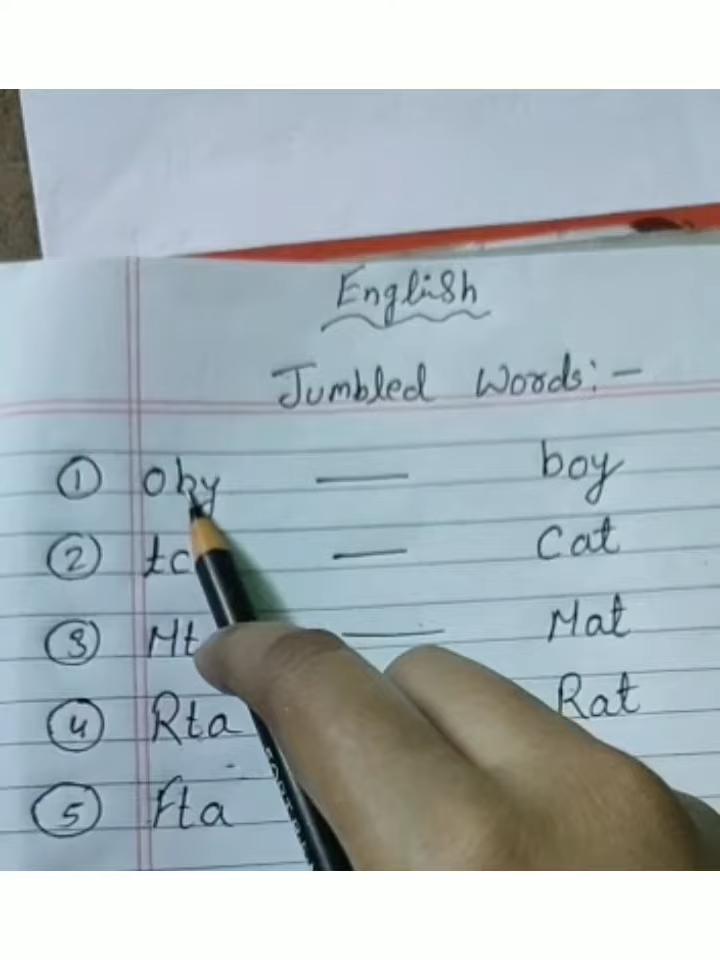 English
Jumbled Words:-
① oby — boy
② tc — Cat
③ Mt — Mat
④ Rta Rat
⑤ Fta